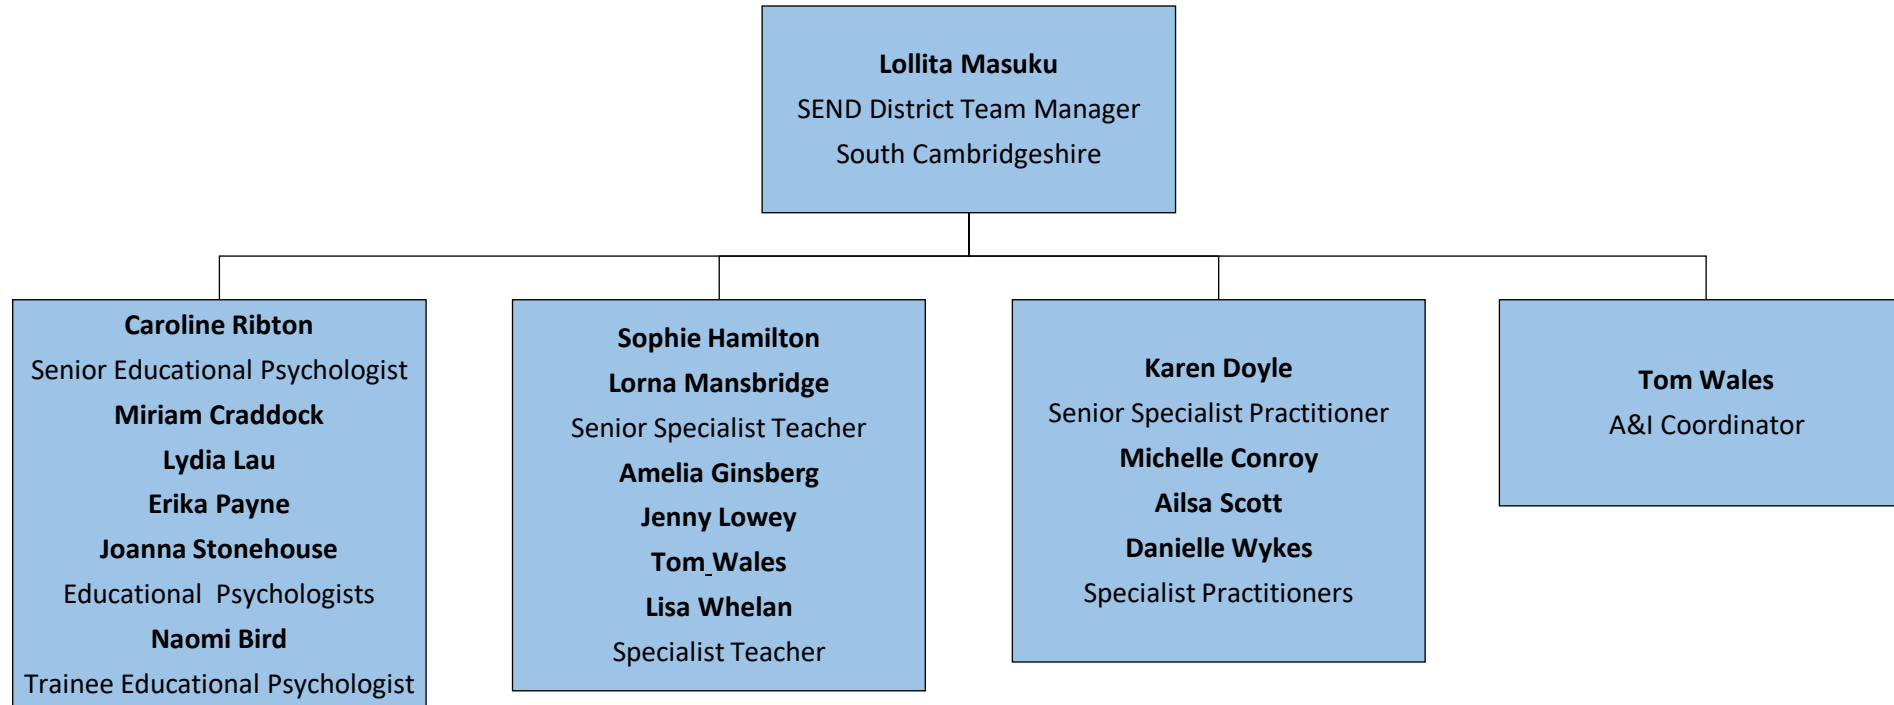 Lollita Masuku
SEND District Team Manager
South Cambridgeshire
Caroline Ribton
Senior Educational Psychologist
Miriam Craddock
Lydia Lau
Erika Payne
Joanna Stonehouse
Educational  Psychologists
Naomi Bird
Trainee Educational Psychologist
Sophie Hamilton
Lorna Mansbridge
Senior Specialist Teacher
Amelia Ginsberg
Jenny Lowey
Tom Wales
Lisa Whelan
Specialist Teacher
Karen Doyle
Senior Specialist Practitioner
Michelle Conroy
Ailsa Scott
Danielle Wykes
Specialist Practitioners
Tom Wales
A&I Coordinator